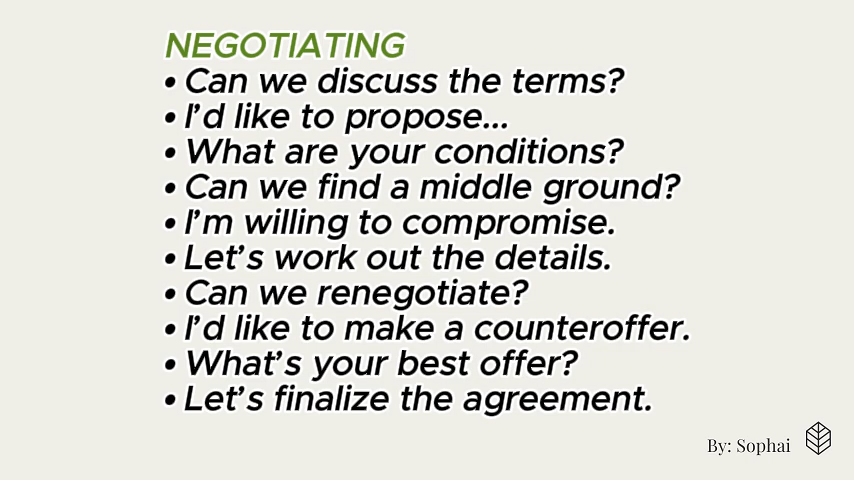 NEGOTIATING
• Can we discuss the terms?
• I’d like to propose...
• What are your conditions?
• Can we find a middle ground?
• I’m willing to compromise.
• Let’s work out the details.
• Can we renegotiate?
• I’d like to make a counteroffer.
• What’s your best offer?
• Let’s finalize the agreement.
By: Sophai